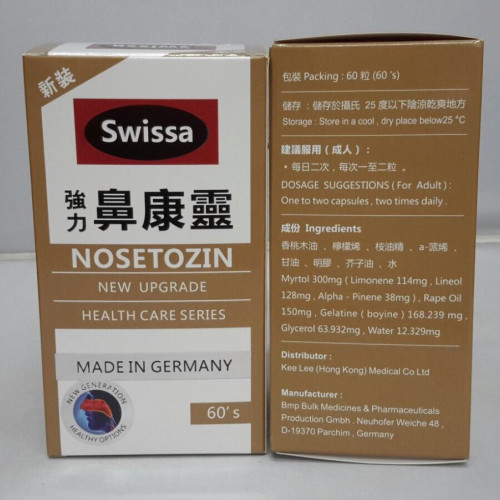 新裝
Swissa
強力
鼻康靈
NOSETOZIN
NEW UPGRADE
HEALTH CARE SERIES
MADE IN GERMANY
NEW GENERATION
HEALTHY OPTIONS
60's
包裝 Packing : 60 粒 (60 's)
儲存 : 儲存於攝氏 25 度以下陰涼乾爽地方
Storage : Store in a cool , dry place below25 °C
建議服用 ( 成人 ) :
· 每日二次，每次一至二粒 。
DOSAGE SUGGESTIONS ( For Adult ) :
One to two capsules , two times daily .
成份 Ingredients
香桃木油 、檸檬烯 、桉油精 、a-蒎烯 、
甘油 、明膠 、芥子油 、水
Myrtol 300mg ( Limonene 114mg , Lineol
128mg , Alpha - Pinene 38mg ) , Rape Oil
150mg , Gelatine ( boyine ) 168.239 mg ,
Glycerol 63.932mg , Water 12.329mg
Distributor :
Kee Lee (Hong Kong) Medical Co Ltd
Manufacturer :
Bmp Bulk Medicines & Pharmaceuticals
Production Gmbh . Neuhofer Weiche 48 ,
D-19370 Parchim , Germany